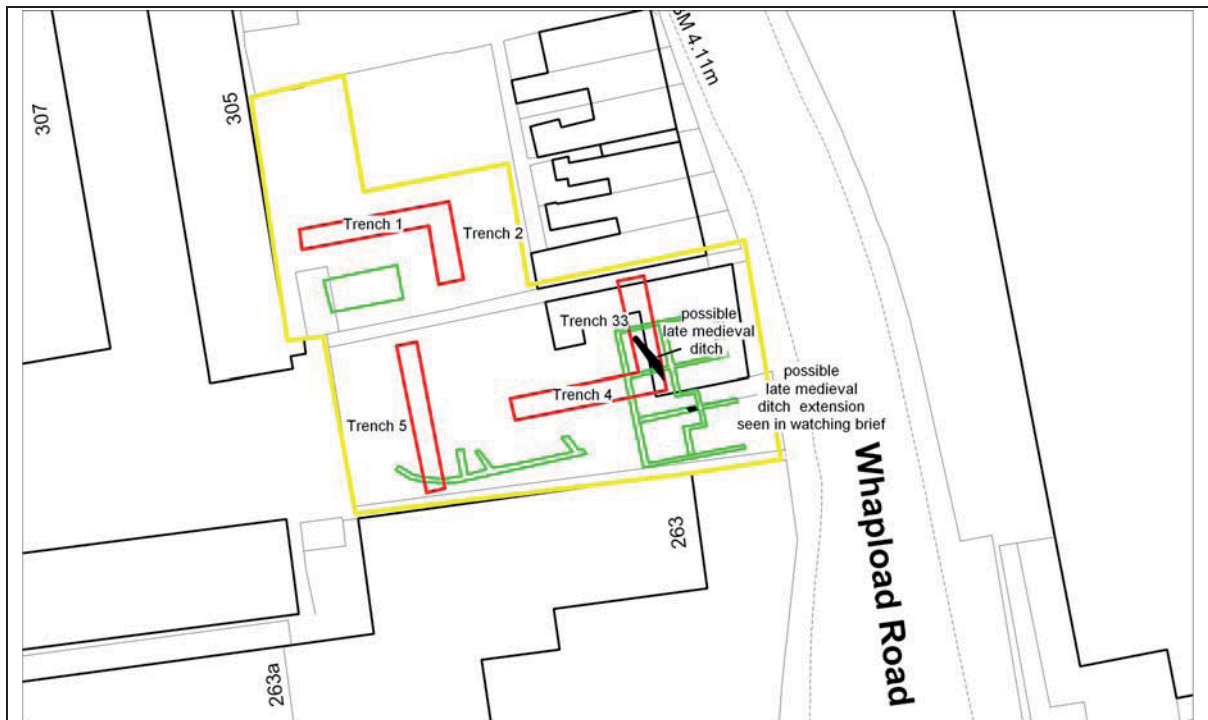 307
305
BM 4.11m
Trench 1
Trench 2
Trench 33
possible
late medieval
ditch
Trench 4
possible
late medieval
ditch extension
seen in watching brief
Trench 5
263
Whapload Road
263a